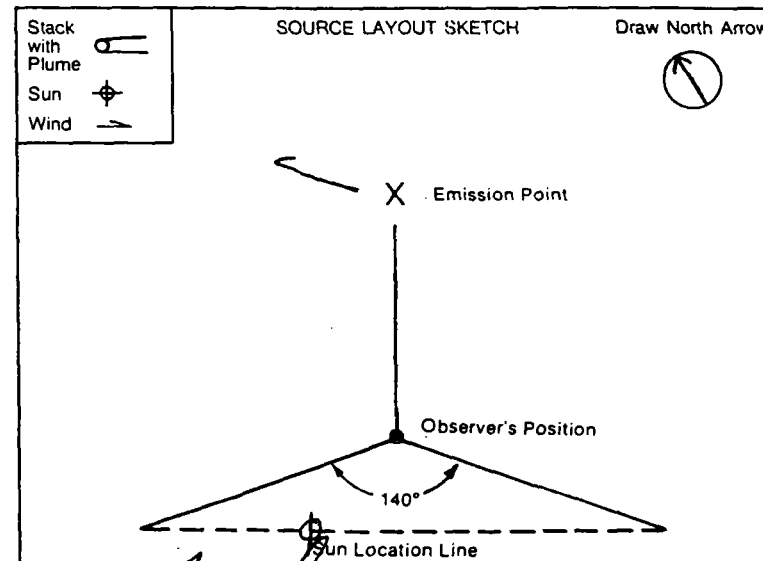 Stack
with
Plume
Sun
Wind
SOURCE LAYOUT SKETCH
Draw North Arrow
X Emission Point
Observer's Position
140°
Sun Location Line